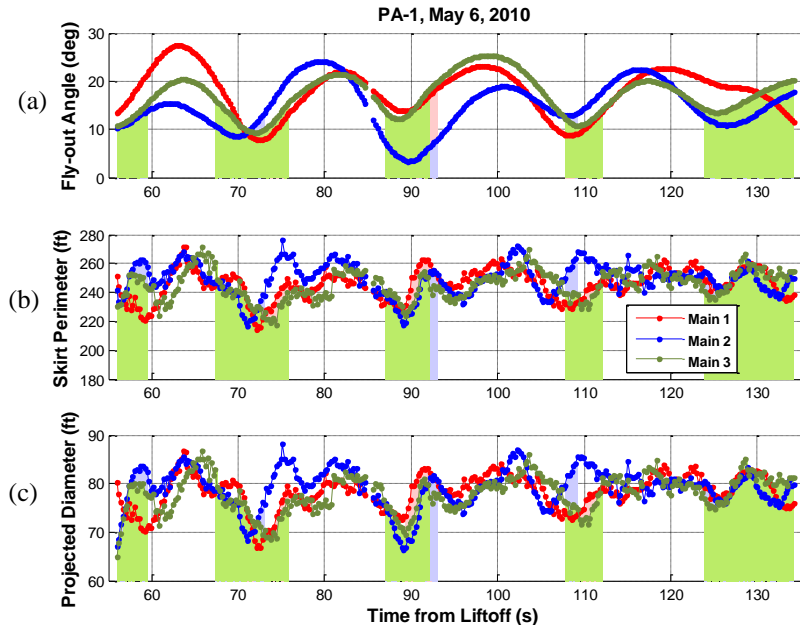 PA-1, May 6, 2010
(a)
Fly-out Angle (deg)
30
20
10
0
60 70 80 90 100 110 120 130
(b)
Skirt Perimeter (ft)
280
260
240
220
200
180
60 70 80 90 100 110 120 130
Main 1
Main 2
Main 3
(c)
Projected Diameter (ft)
90
80
70
60
60 70 80 90 100 110 120 130
Time from Liftoff (s)